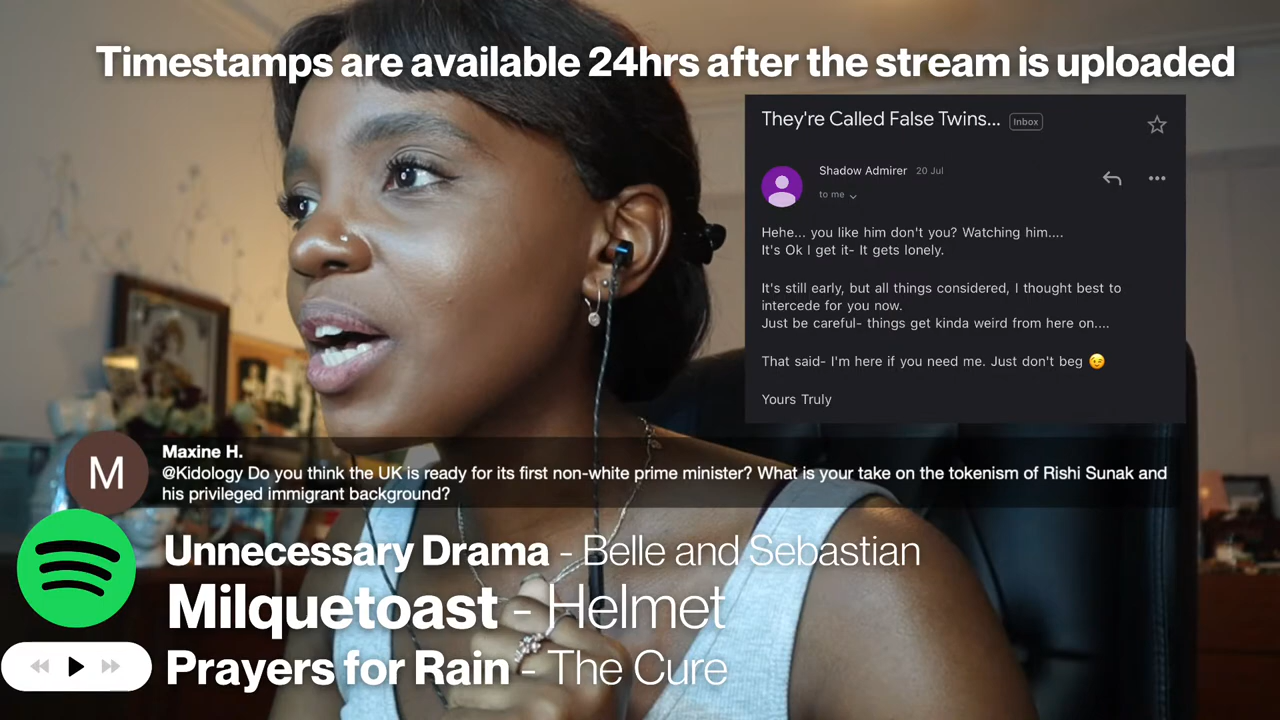 Timestamps are available 24hrs after the stream is uploaded
They're Called False Twins... Inbox
Shadow Admirer 20 Jul
to me
Hehe... you like him don't you? Watching him....
It's Ok I get it- It gets lonely.
It's still early, but all things considered, I thought best to
intercede for you now.
Just be careful- things get kinda weird from here on....
That said- I'm here if you need me. Just don't beg 😉
Yours Truly
M
Maxine H.
@Kidology Do you think the UK is ready for its first non-white prime minister? What is your take on the tokenism of Rishi Sunak and
his privileged immigrant background?
Unnecessary Drama - Belle and Sebastian
Milquetoast - Helmet
Prayers for Rain - The Cure